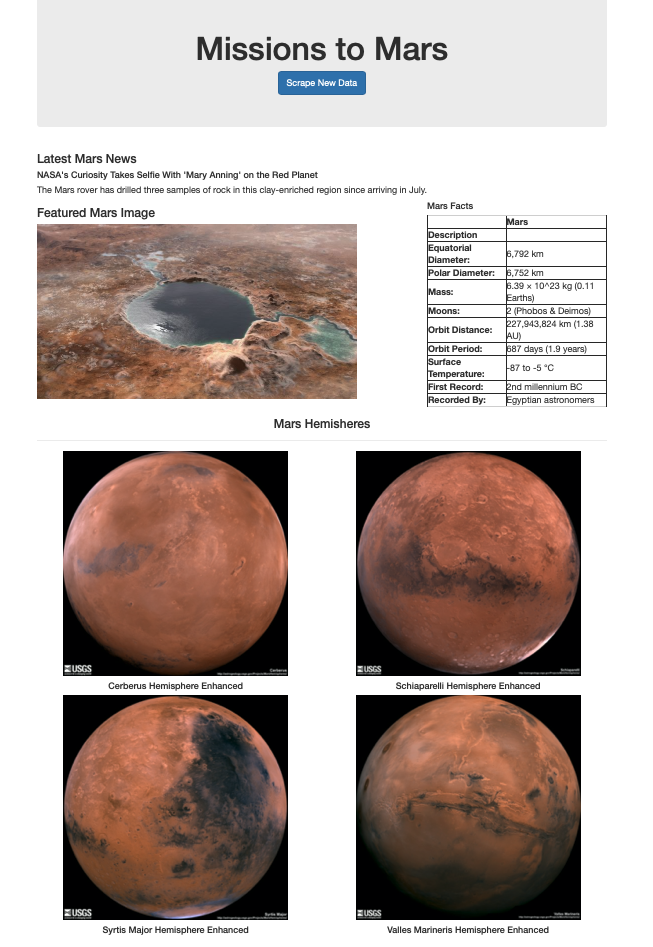 Missions to Mars
Scrape New Data
Latest Mars News
NASA's Curiosity Takes Selfie With 'Mary Anning' on the Red Planet
The Mars rover has drilled three samples of rock in this clay-enriched region since arriving in July.
Featured Mars Image
Mars Facts
Mars
Description
Equatorial
Diameter:
6,792 km
Polar Diameter: 6,752 km
Mass:
6.39 × 10^23 kg (0.11
Earths)
Moons: 2 (Phobos & Deimos)
Orbit Distance:
227,943,824 km (1.38
AU)
Orbit Period: 687 days (1.9 years)
Surface
Temperature:
-87 to -5 °C
First Record: 2nd millennium BC
Recorded By: Egyptian astronomers
Mars Hemisheres
USGS
Cerberus
USGS
Schiaparelli
Cerberus Hemisphere Enhanced
Schiaparelli Hemisphere Enhanced
USGS
Syrtis Major
USGS
Valles Marineris
Syrtis Major Hemisphere Enhanced
Valles Marineris Hemisphere Enhanced